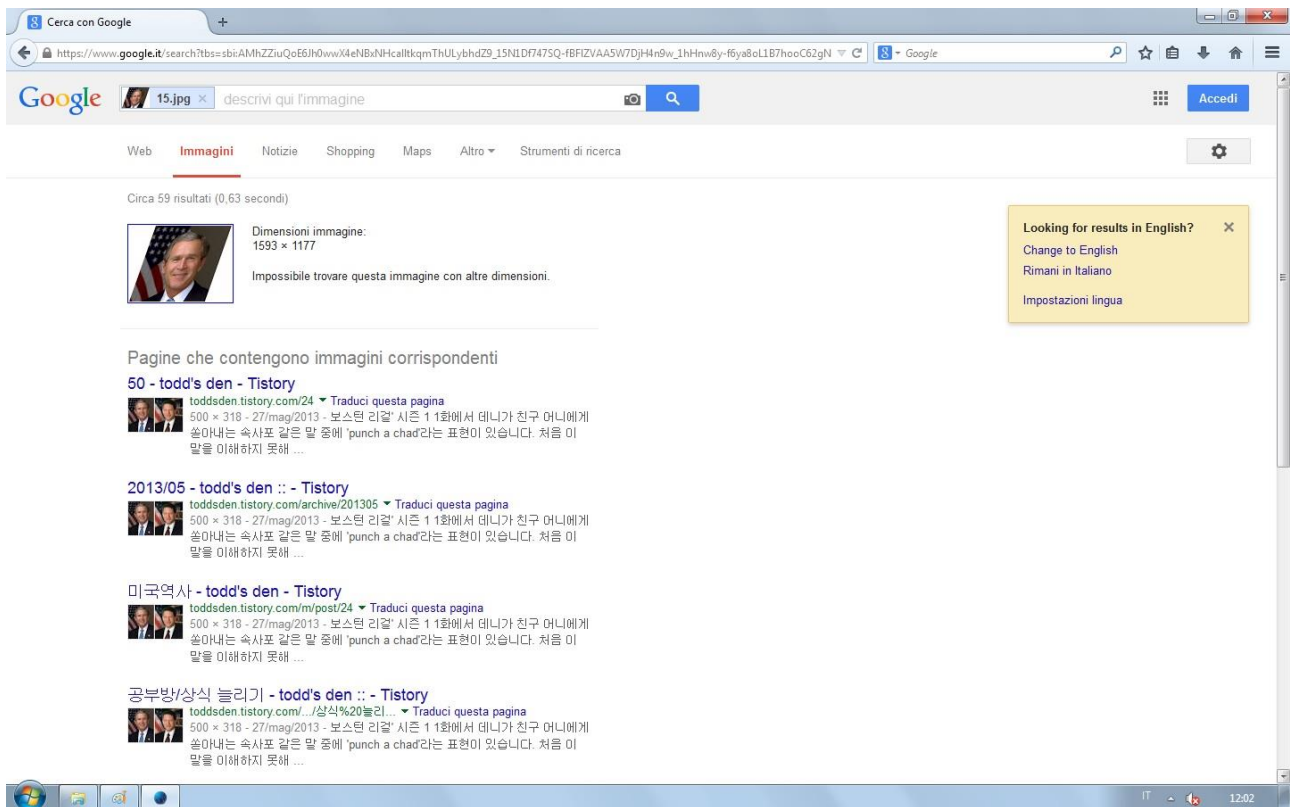 Cerca con Google
https://www.google.it/search?tbs=sbi:AMhZZiuQoE6Jh0wwX4eNBxNHcalltkqmThULybhdZ9_15N1Df747SQ-fBFIZVAA5W7DjH4n9w_1hHnw8y-f6ya8oL1B7hooC62gN
Google
Google
15.jpg
descrivi qui l'immagine
Accedi
Web Immagini Notizie Shopping Maps Altro Strumenti di ricerca
Circa 59 risultati (0,63 secondi)
Dimensioni immagine:
1593 × 1177
Impossibile trovare questa immagine con altre dimensioni.
Looking for results in English?
Change to English
Rimani in Italiano
Impostazioni lingua
Pagine che contengono immagini corrispondenti
50 - todd's den - Tistory
toddsden.tistory.com/24 Traduci questa pagina
500 × 318 - 27/mag/2013 - 보스턴 리걸' 시즌 1 1화에서 데니가 친구 어머니에게
쏟아내는 속사포 같은 말 중에 'punch a chad'라는 표현이 있습니다. 처음 이
말을 이해하지 못해 ...
2013/05 - todd's den :: - Tistory
toddsden.tistory.com/archive/201305 Traduci questa pagina
500 × 318 - 27/mag/2013 - 보스턴 리걸' 시즌 1 1화에서 데니가 친구 어머니에게
쏟아내는 속사포 같은 말 중에 'punch a chad'라는 표현이 있습니다. 처음 이
말을 이해하지 못해 ...
미국역사 - todd's den - Tistory
toddsden.tistory.com/m/post/24 Traduci questa pagina
500 × 318 - 27/mag/2013 - 보스턴 리걸' 시즌 1 1화에서 데니가 친구 어머니에게
쏟아내는 속사포 같은 말 중에 'punch a chad'라는 표현이 있습니다. 처음 이
말을 이해하지 못해 ...
공부방/상식 늘리기 - todd's den :: - Tistory
toddsden.tistory.com/.../상식%20늘리... Traduci questa pagina
500 × 318 - 27/mag/2013 - 보스턴 리걸' 시즌 1 1화에서 데니가 친구 어머니에게
쏟아내는 속사포 같은 말 중에 'punch a chad'라는 표현이 있습니다. 처음 이
말을 이해하지 못해 ...
IT 12:02